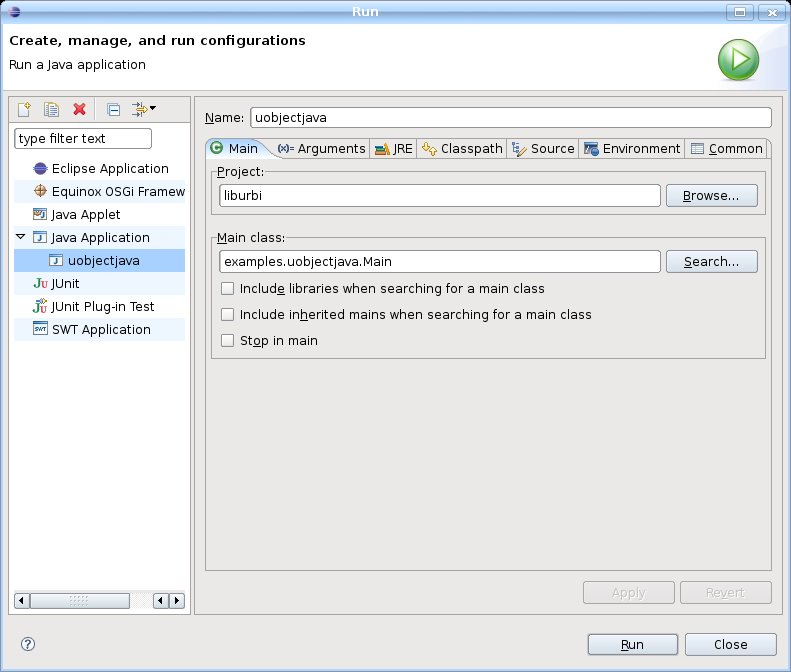 Run
Create, manage, and run configurations
Run a Java application
type filter text
Eclipse Application
Equinox OSGi Framew
Java Applet
Java Application
uobjectjava
JUnit
JUnit Plug-in Test
SWT Application
Name: uobjectjava
Main (x)= Arguments JRE Classpath Source Environment Common
Project:
liburbi Browse...
Main class:
examples.uobjectjava.Main Search...
Include libraries when searching for a main class
Include inherited mains when searching for a main class
Stop in main
Apply Revert
? Run Close